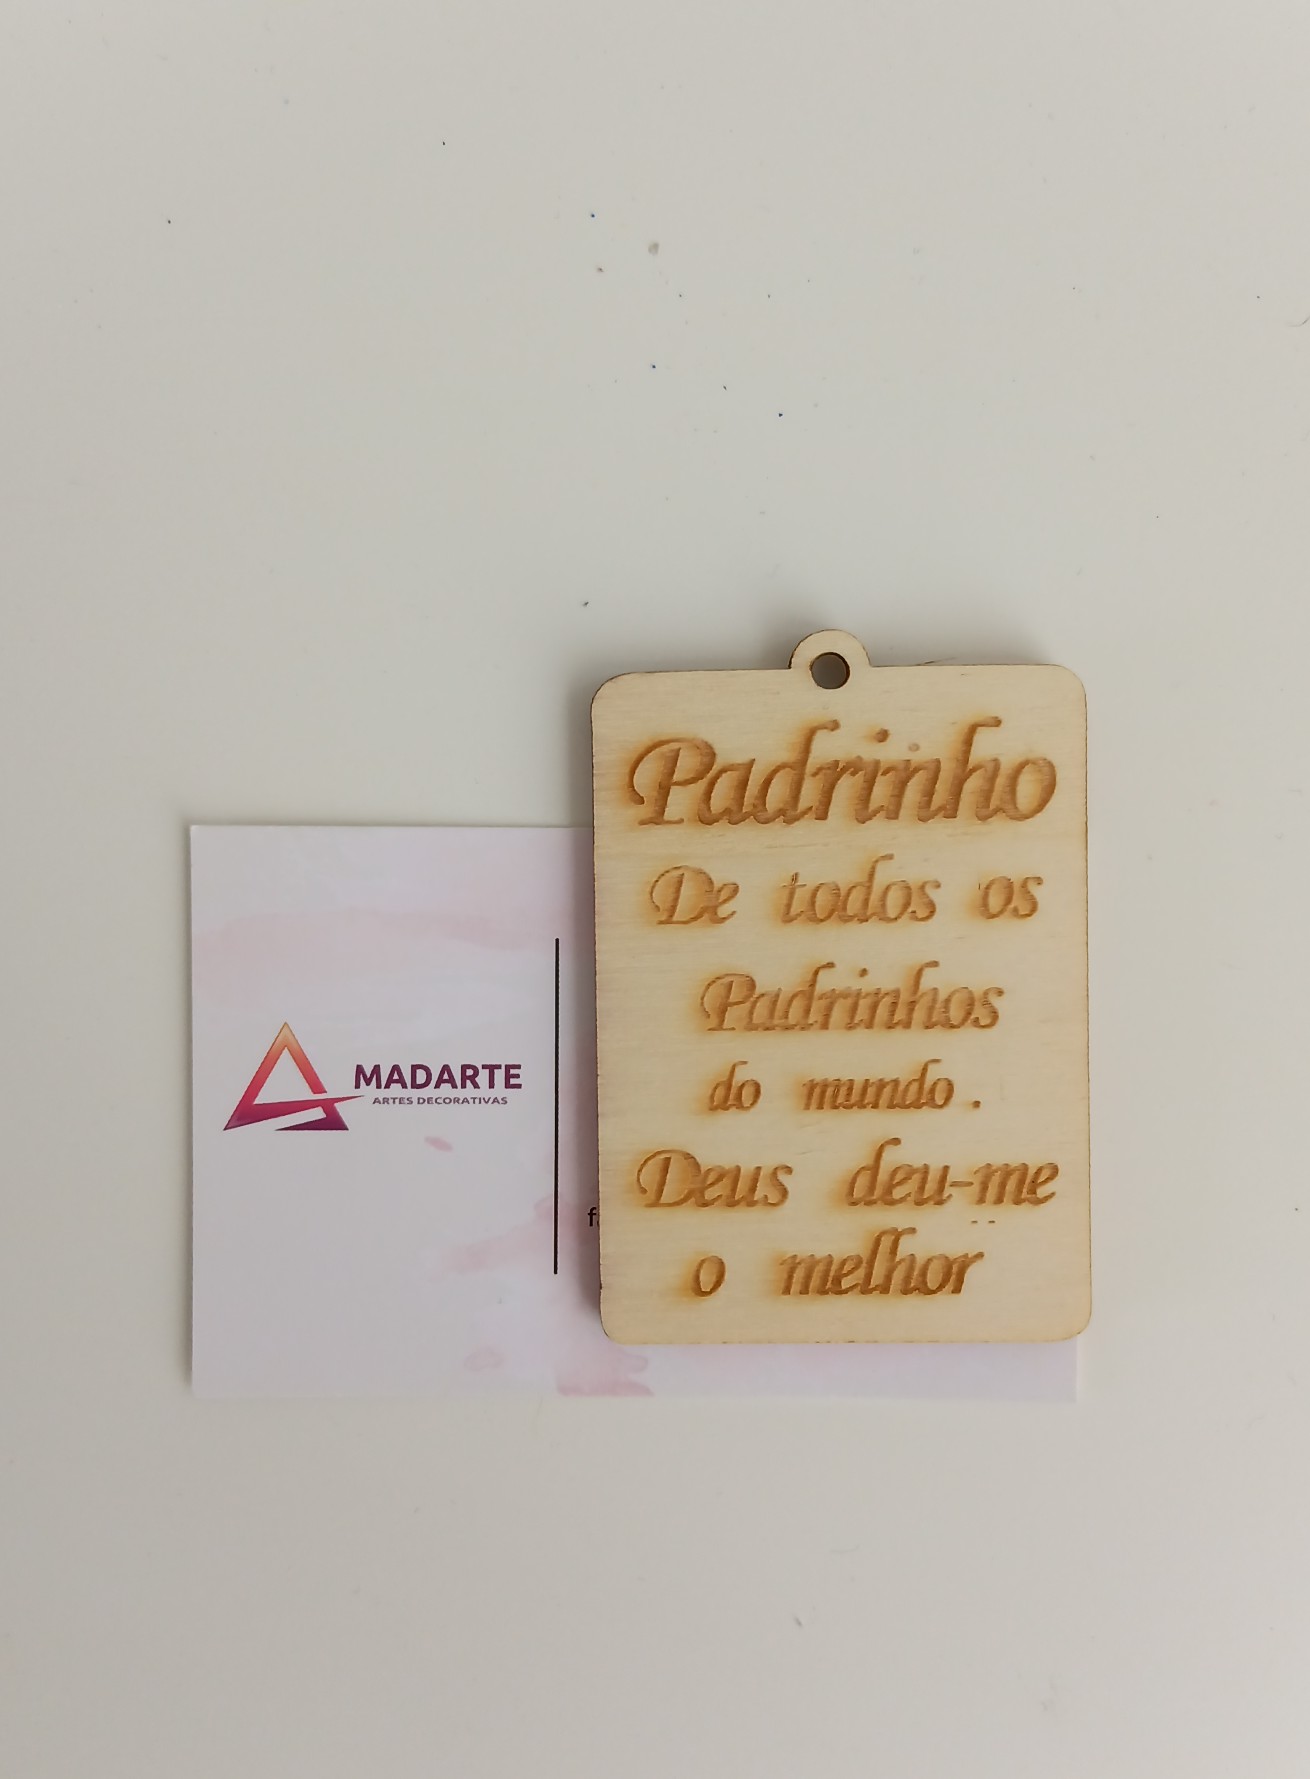 Padrinho
De todos os
Padrinhos
do mundo.
Deus deu-me
o melhor
MADARTE
ARTES DECORATIVAS